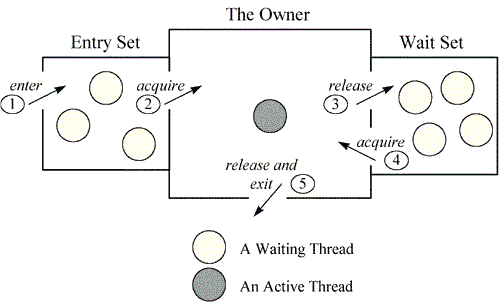 The Owner
Entry Set
Wait Set
enter
1
acquire
2
release
3
acquire
4
release and
exit
5
A Waiting Thread
An Active Thread